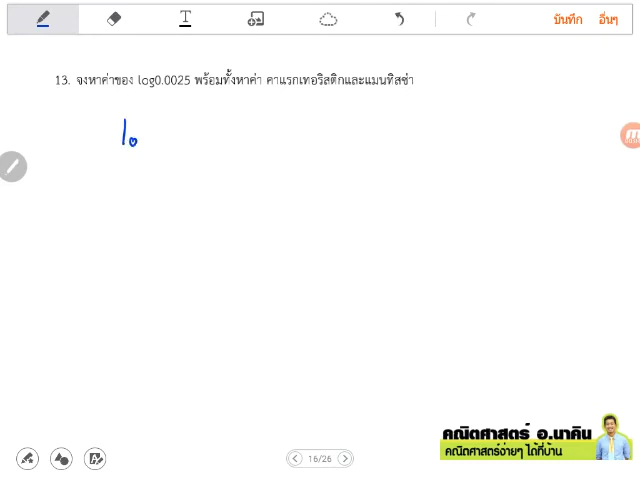 T
บันทึก อื่นๆ
13. จงหาค่าของ log0.0025 พร้อมทั้งหาค่า คาแรกเทอริสติกและแมนทิสซ่า
lo
คณิตศาสตร์ อ.นาคิน
คณิตศาสตร์ง่ายๆ ได้ที่บ้าน
16/26